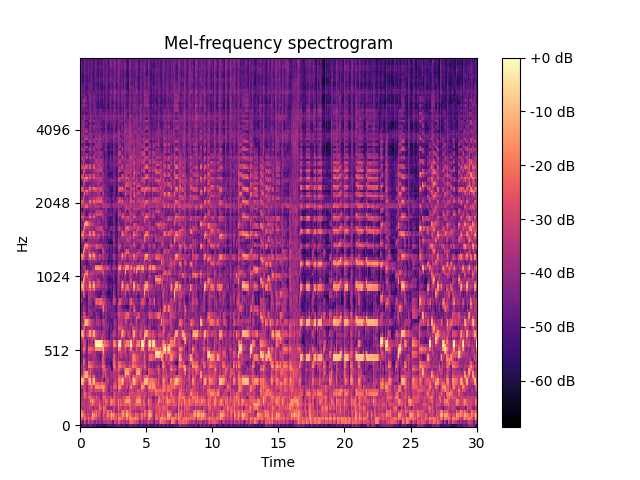 Mel-frequency spectrogram
+0 dB
-10 dB
-20 dB
-30 dB
-40 dB
-50 dB
-60 dB
4096
2048
1024
512
0
Hz
0 5 10 15 20 25 30
Time